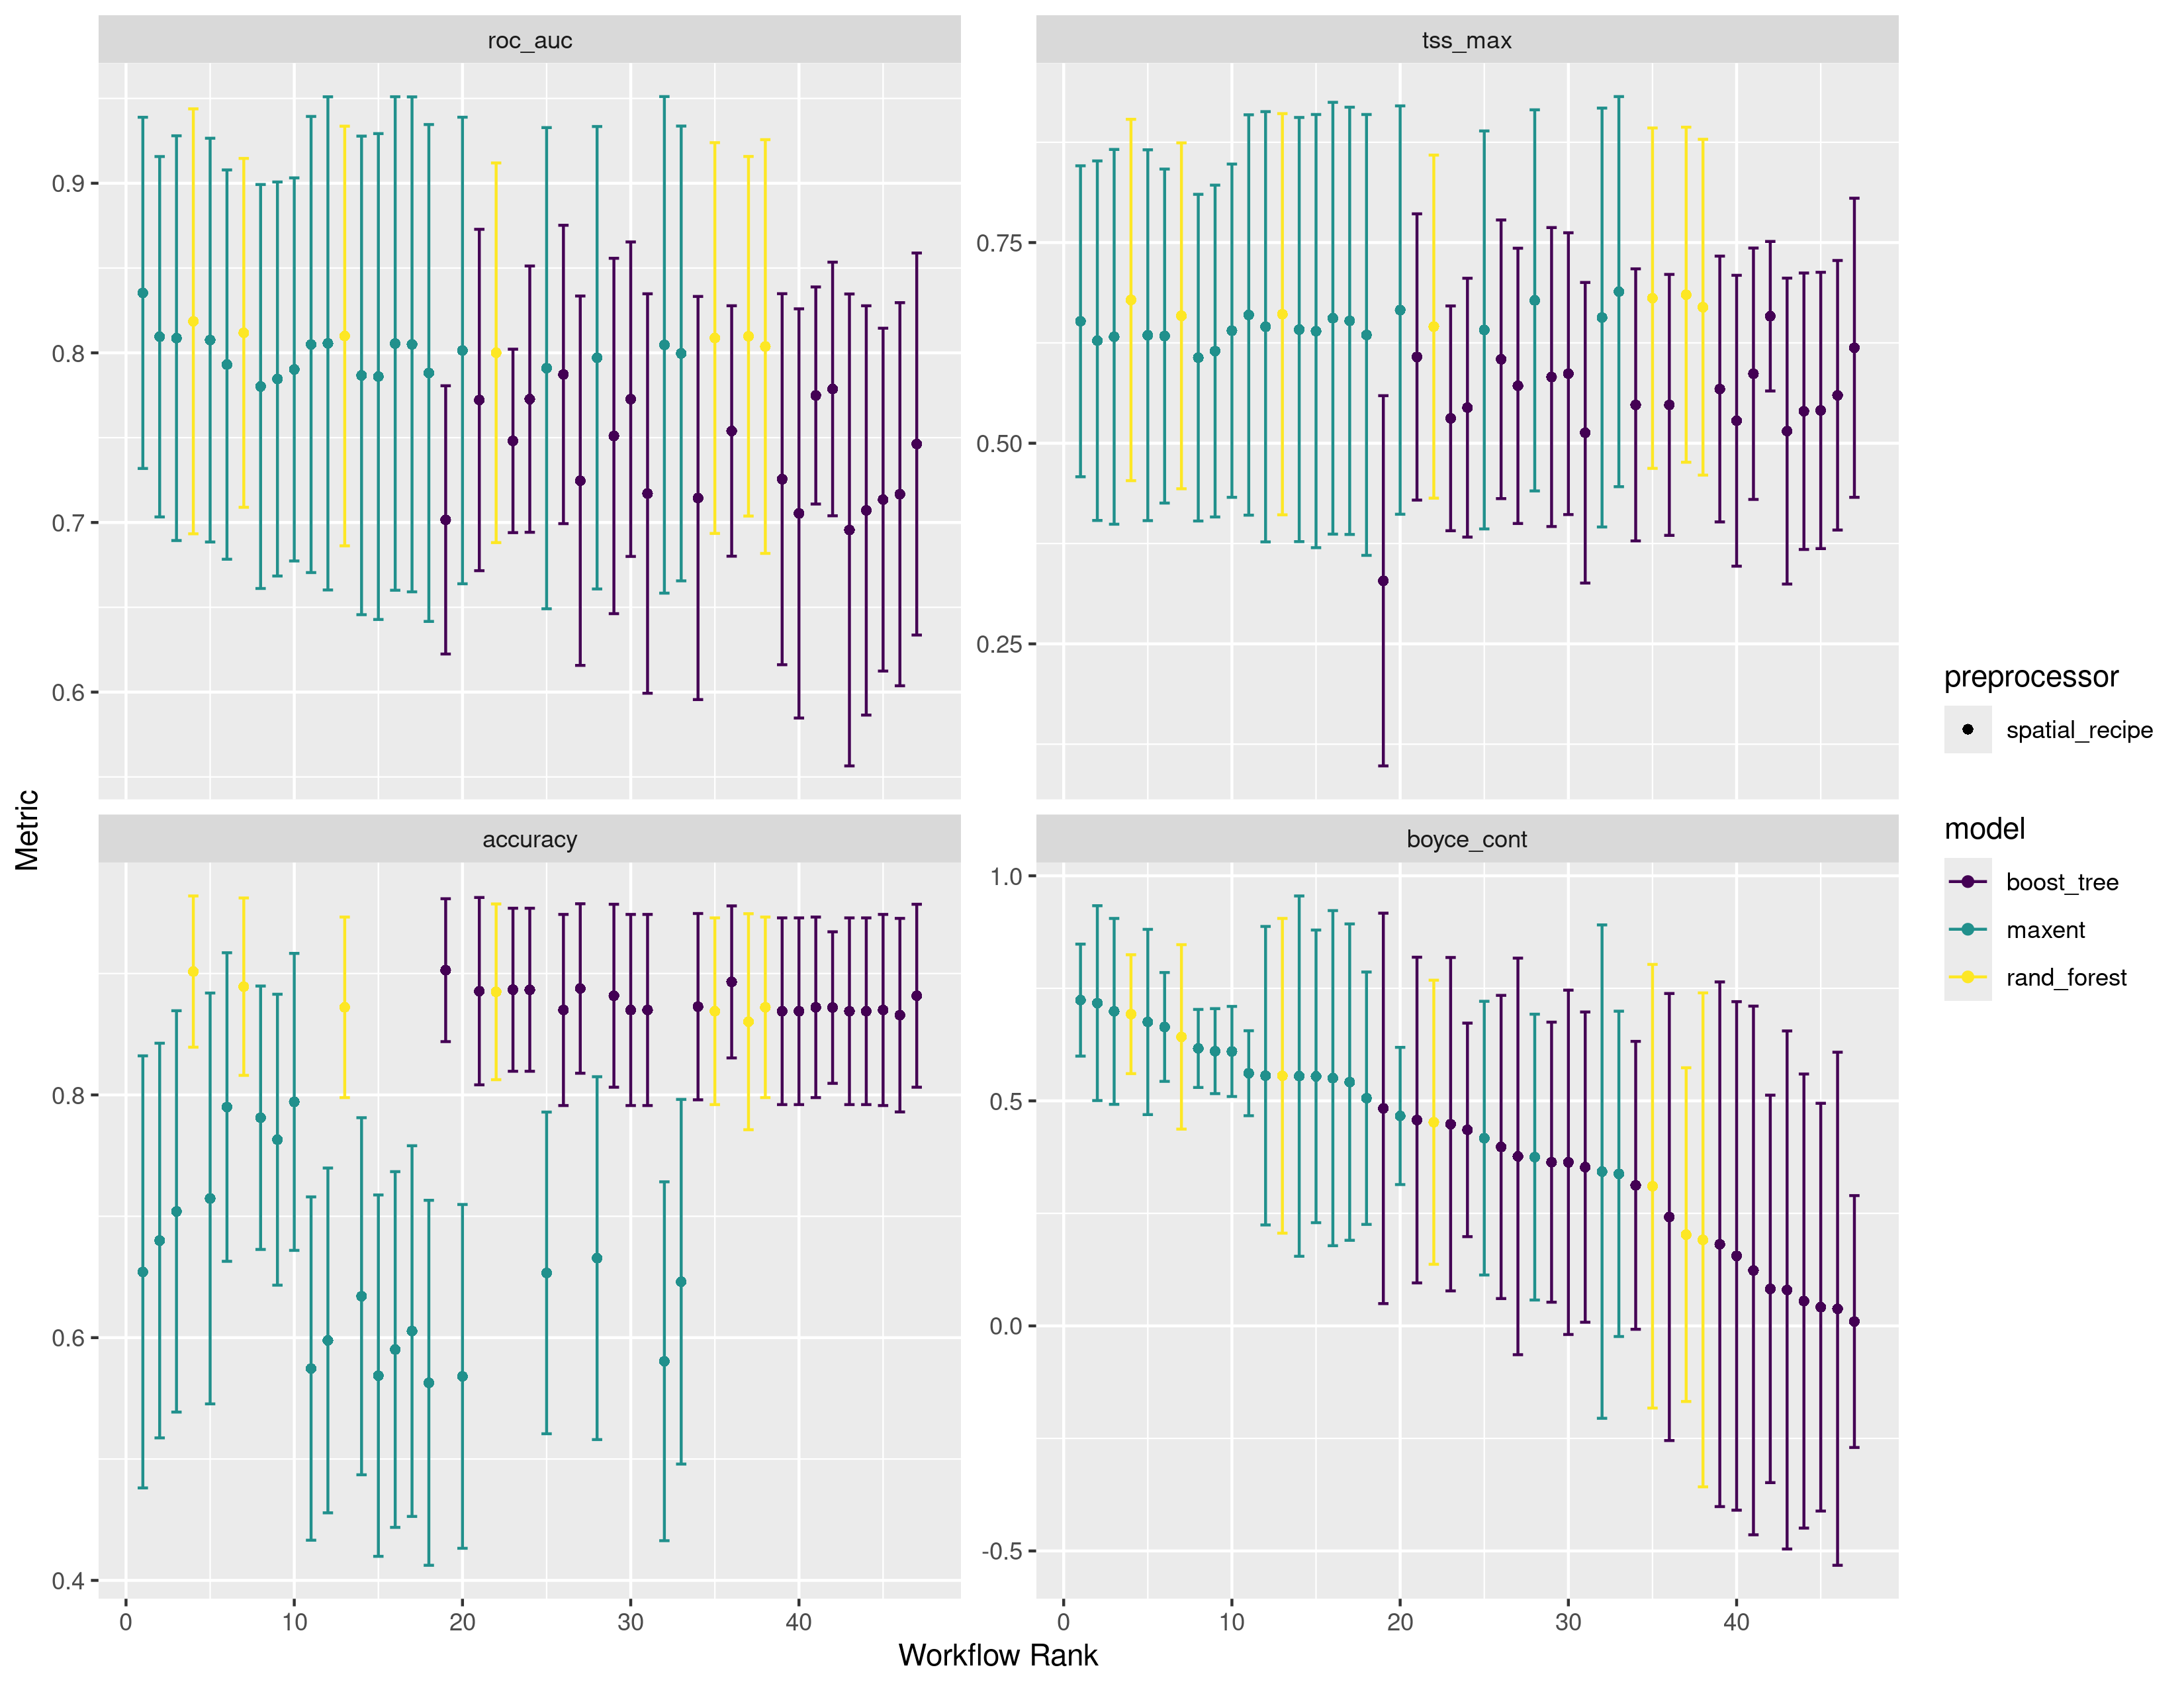 roc_auc
tss_max
0.9
0.8
0.7
0.6
0.75
0.50
0.25
accuracy
boyce_cont
0.8
0.6
0.4
1.0
0.5
0.0
-0.5
0 10 20 30 40
0 10 20 30 40
Workflow Rank
Metric
preprocessor
spatial_recipe
model
boost_tree
maxent
rand_forest